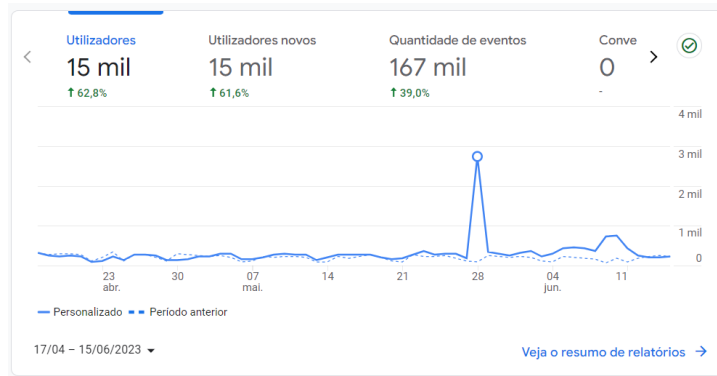 Utilizadores Utilizadores novos Quantidade de eventos Conve
15 mil 15 mil 167 mil 0
↑ 62,8% ↑ 61,6% ↑ 39,0% -
4 mil
3 mil
2 mil
1 mil
0
23 30 07 14 21 28 04 11
abr. mai. jun.
Personalizado Período anterior
17/04 – 15/06/2023
Veja o resumo de relatórios →